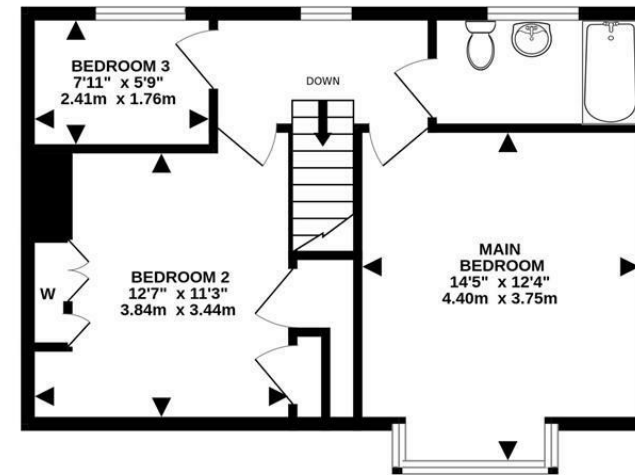 BEDROOM 3
7'11" x 5'9"
2.41m x 1.76m
DOWN
BEDROOM 2
12'7" x 11'3"
3.84m x 3.44m
W
MAIN
BEDROOM
14'5" x 12'4"
4.40m x 3.75m